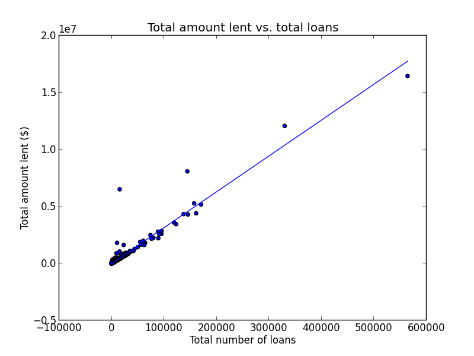 Total amount lent vs. total loans
1e7
2.0
1.5
1.0
0.5
0.0
−0.5
Total amount lent ($)
−100000 0 100000 200000 300000 400000 500000 600000
Total number of loans